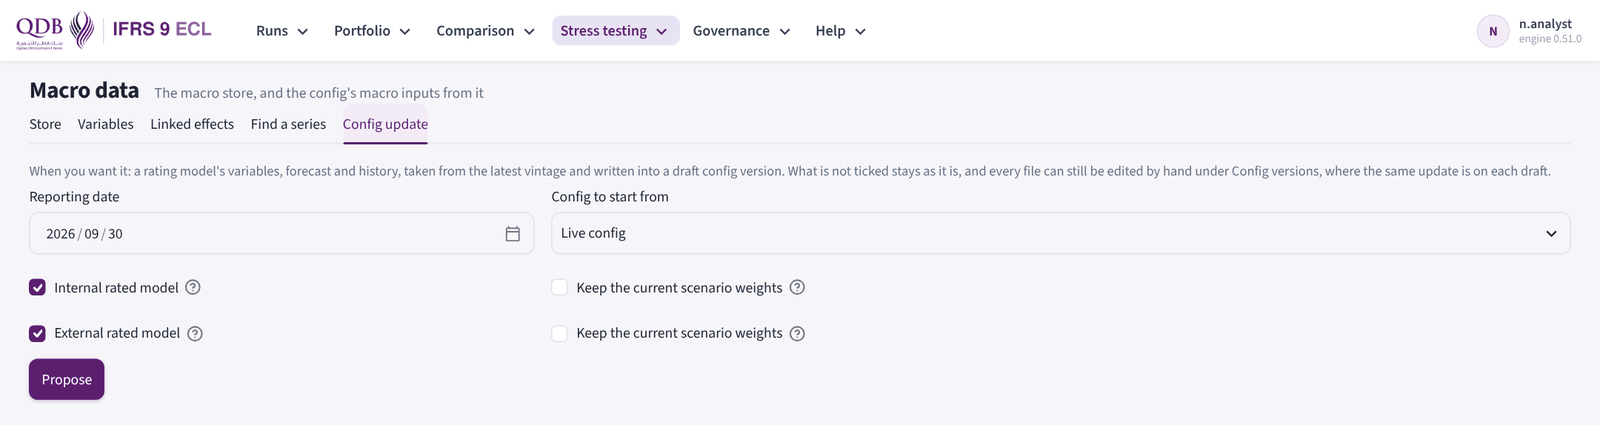 QDB
IFRS 9 ECL
Runs
Portfolio
Comparison
Stress testing
Governance
Help
N
n.analyst
engine 0.51.0
Macro data
The macro store, and the config's macro inputs from it
Store
Variables
Linked effects
Find a series
Config update
When you want it: a rating model's variables, forecast and history, taken from the latest vintage and written into a draft config version. What is not ticked stays as it is, and every file can still be edited by hand under Config versions, where the same update is on each draft.
Reporting date
Config to start from
2026/09/30
Live config
Internal rated model
Keep the current scenario weights
External rated model
Keep the current scenario weights
Propose